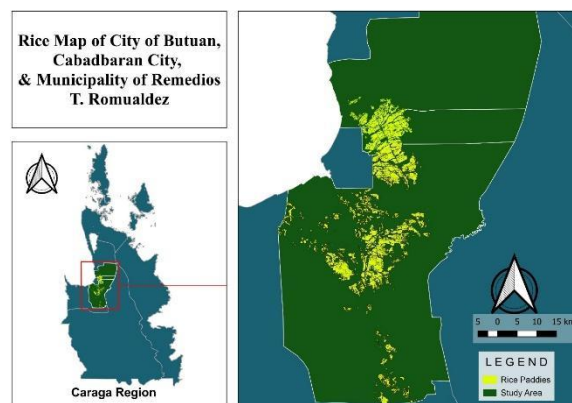 Rice Map of City of Butuan,
Cabadbaran City,
& Municipality of Remedios
T. Romualdez
Caraga Region
5 0 5 10 15 km
LEGEND
Rice Paddies
Study Area